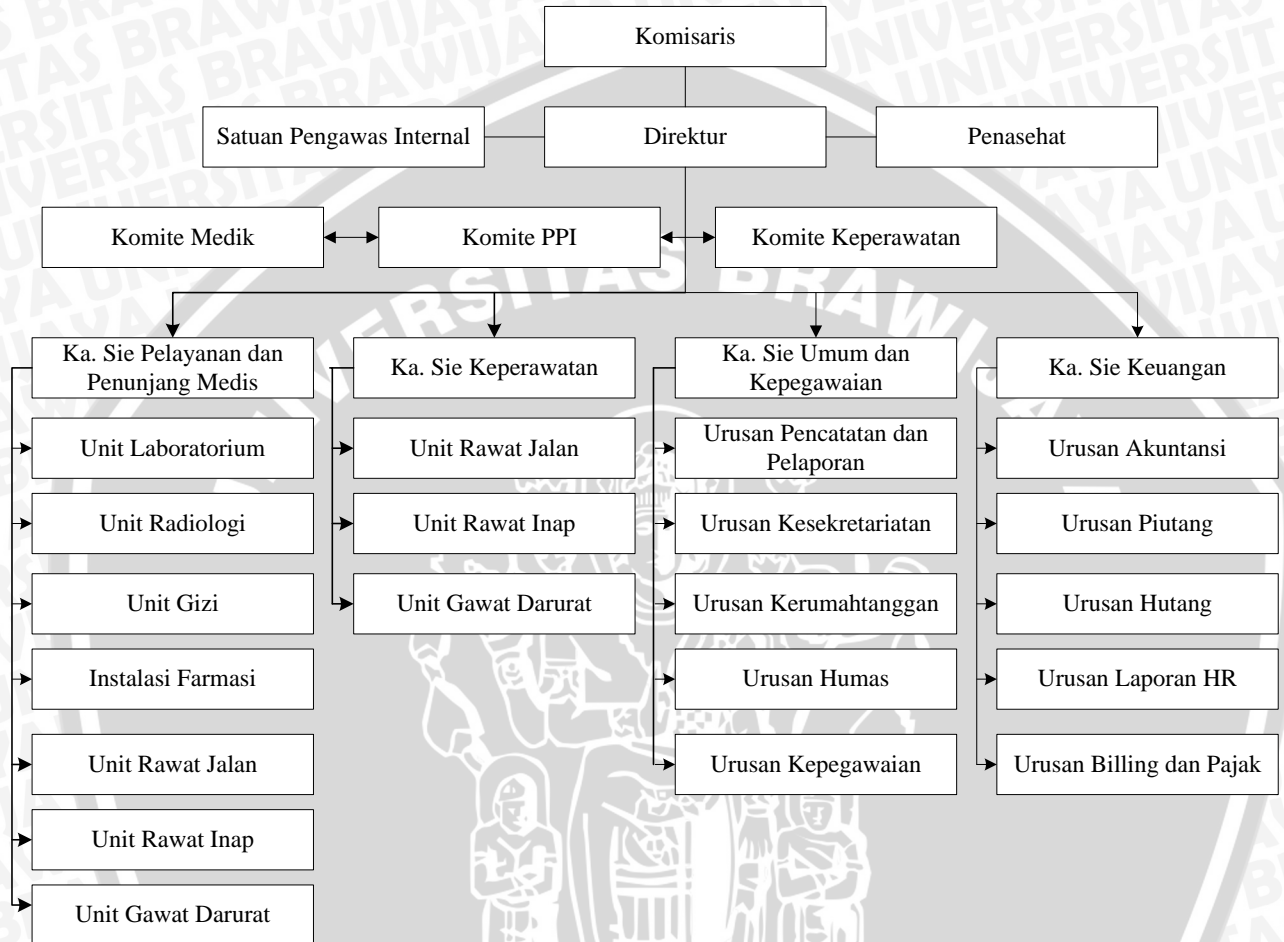 Komisaris
Satuan Pengawas Internal
Direktur
Penasehat
Komite Medik
Komite PPI
Komite Keperawatan
UNIVERSITAS BRAWIJAYA
Ka. Sie Pelayanan dan
Penunjang Medis
Ka. Sie Keperawatan
Ka. Sie Umum dan
Kepegawaian
Ka. Sie Keuangan
Unit Laboratorium
Unit Rawat Jalan
Urusan Pencatatan dan
Pelaporan
Urusan Akuntansi
Unit Radiologi
Unit Rawat Inap
Urusan Kesekretariatan
Urusan Piutang
Unit Gizi
Unit Gawat Darurat
Urusan Kerumahtanggan
Urusan Hutang
Instalasi Farmasi
Urusan Humas
Urusan Laporan HR
Unit Rawat Jalan
Urusan Kepegawaian
Urusan Billing dan Pajak
Unit Rawat Inap
Unit Gawat Darurat